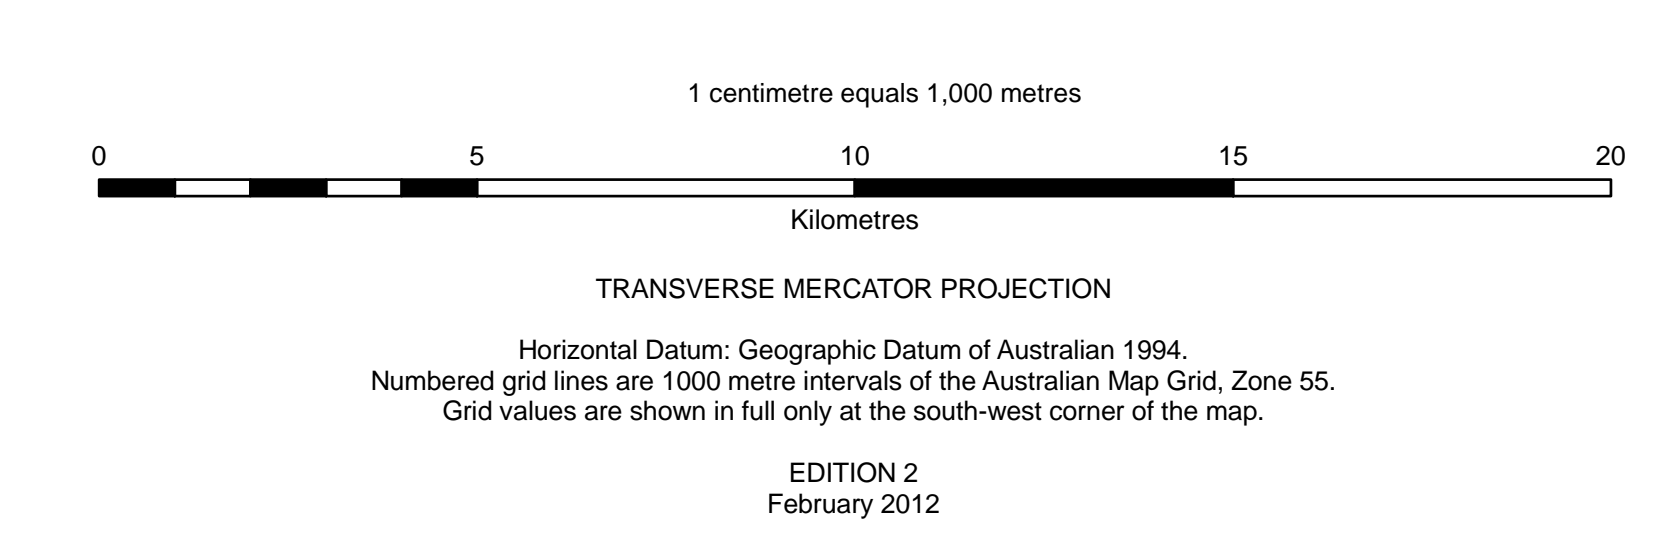 1 centimetre equals 1,000 metres
0 5 10 15 20
Kilometres
TRANSVERSE MERCATOR PROJECTION
Horizontal Datum: Geographic Datum of Australian 1994.
Numbered grid lines are 1000 metre intervals of the Australian Map Grid, Zone 55.
Grid values are shown in full only at the south-west corner of the map.
EDITION 2
February 2012